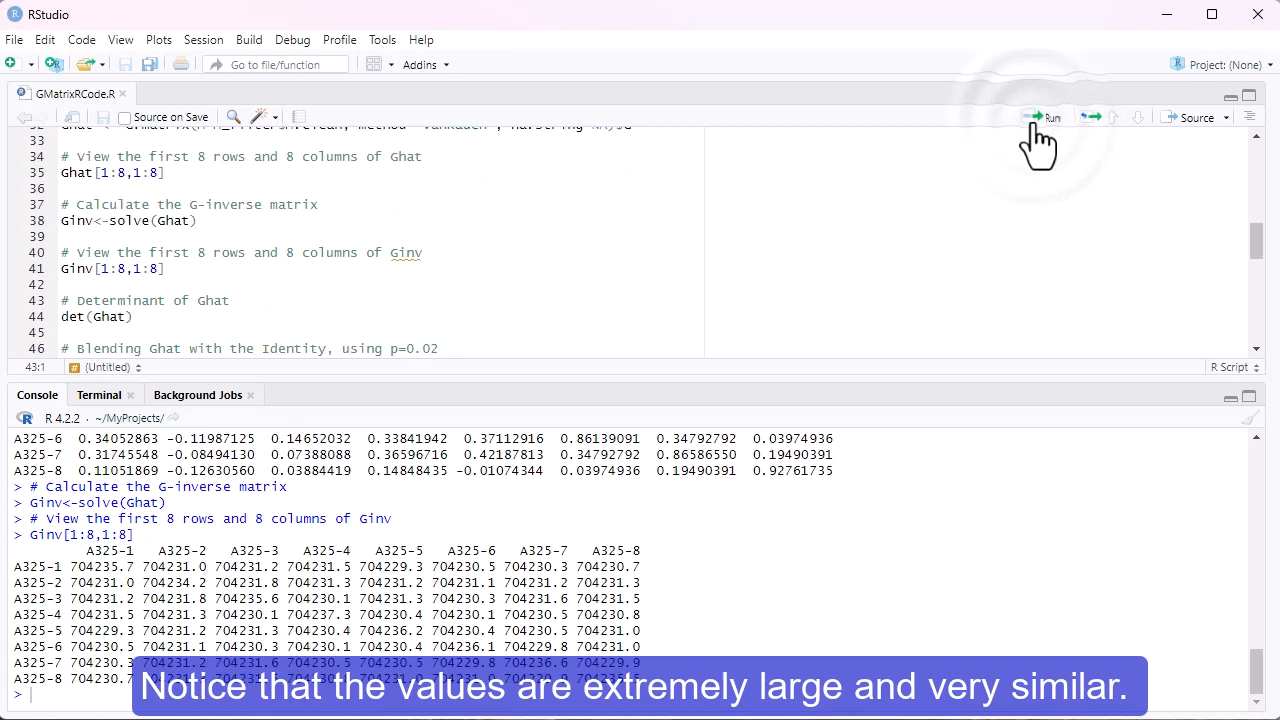 RStudio
File Edit Code View Plots Session Build Debug Profile Tools Help
Go to file/function Addins Project: (None)
GMatrixRCode.R
Source on Save Run Source
33
34 # View the first 8 rows and 8 columns of Ghat
35 Ghat[1:8,1:8]
36
37 # Calculate the G-inverse matrix
38 Ginv<-solve(Ghat)
39
40 # View the first 8 rows and 8 columns of Ginv
41 Ginv[1:8,1:8]
42
43 # Determinant of Ghat
44 det(Ghat)
45
46 # Blending Ghat with the Identity, using p=0.02
43:1 # (Untitled) R Script
Console Terminal Background Jobs
R 4.2.2 · ~/MyProjects/
A325-6 0.34052863 -0.11987125 0.14652032 0.33841942 0.37112916 0.86139091 0.34792792 0.03974936
A325-7 0.31745548 -0.08494130 0.07388088 0.36596716 0.42187813 0.34792792 0.86586550 0.19490391
A325-8 0.11051869 -0.12630560 0.03884419 0.14848435 -0.01074344 0.03974936 0.19490391 0.92761735
> # Calculate the G-inverse matrix
> Ginv<-solve(Ghat)
> # View the first 8 rows and 8 columns of Ginv
> Ginv[1:8,1:8]
A325-1 A325-2 A325-3 A325-4 A325-5 A325-6 A325-7 A325-8
A325-1 704235.7 704231.0 704231.2 704231.5 704229.3 704230.5 704230.3 704230.7
A325-2 704231.0 704234.2 704231.8 704231.3 704231.2 704231.1 704231.2 704231.3
A325-3 704231.2 704231.8 704235.6 704230.1 704231.3 704230.3 704231.6 704231.5
A325-4 704231.5 704231.3 704230.1 704237.3 704230.4 704230.1 704230.5 704230.8
A325-5 704229.3 704231.2 704231.3 704230.4 704236.2 704230.4 704230.5 704231.0
A325-6 704230.5 704231.1 704230.3 704230.1 704230.4 704236.1 704229.8 704231.0
A325-7 704230.3 704231.2 704231.6 704230.5 704230.5 704229.8 704236.6 704229.9
A325-8 704230.7
>
Notice that the values are extremely large and very similar.